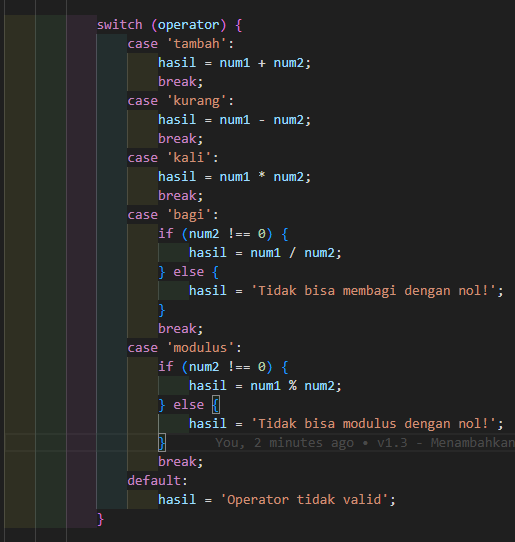 switch (operator) {
case 'tambah':
hasil = num1 + num2;
break;
case 'kurang':
hasil = num1 - num2;
break;
case 'kali':
hasil = num1 * num2;
break;
case 'bagi':
if (num2 !== 0) {
hasil = num1 / num2;
} else {
hasil = 'Tidak bisa membagi dengan nol!';
}
break;
case 'modulus':
if (num2 !== 0) {
hasil = num1 % num2;
} else {
hasil = 'Tidak bisa modulus dengan nol!';
} You, 2 minutes ago • v1.3 - Menambahkan
break;
default:
hasil = 'Operator tidak valid';
}